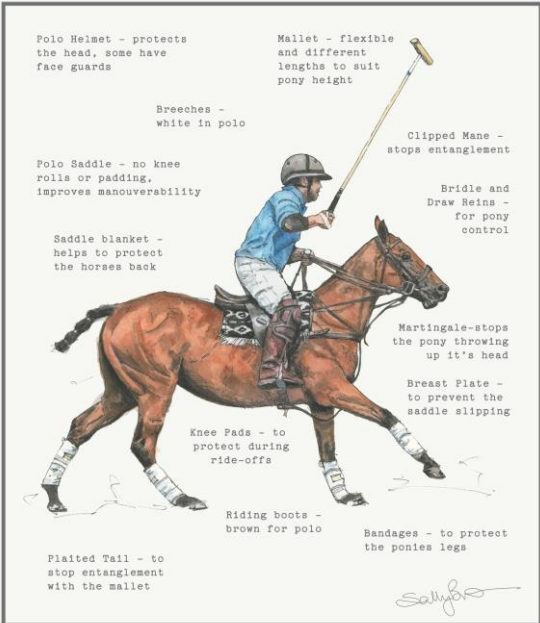 Polo Helmet - protects
the head, some have
face guards
Mallet - flexible
and different
lengths to suit
pony height
Breeches -
white in polo
Clipped Mane -
stops entanglement
Polo Saddle - no knee
rolls or padding,
improves manouverability
Bridle and
Draw Reins -
for pony
control
Saddle blanket -
helps to protect
the horses back
Martingale-stops
the pony throwing
up it's head
Breast Plate -
to prevent the
saddle slipping
Knee Pads - to
protect during
ride-offs
Riding boots -
brown for polo
Bandages - to protect
the ponies legs
Plaited Tail - to
stop entanglement
with the mallet